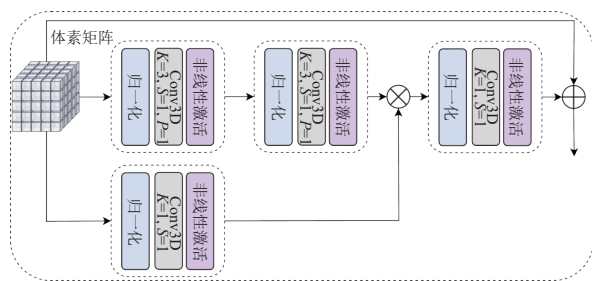 体素矩阵
归一化
Conv3D
K=3, S=1, P=1
非线性激活
归一化
Conv3D
K=3, S=1, P=1
非线性激活
归一化
Conv3D
K=1, S=1
非线性激活
归一化
Conv3D
K=1, S=1
非线性激活